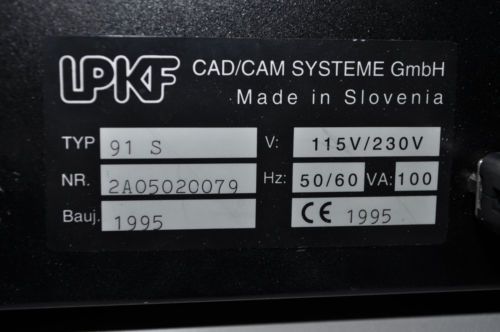 LPKF CAD/CAM SYSTEME GmbH
Made in Slovenia
TYP 91 S V: 115V/230V
NR. 2A05020079 Hz: 50/60 VA: 100
Bauj. 1995 CE 1995